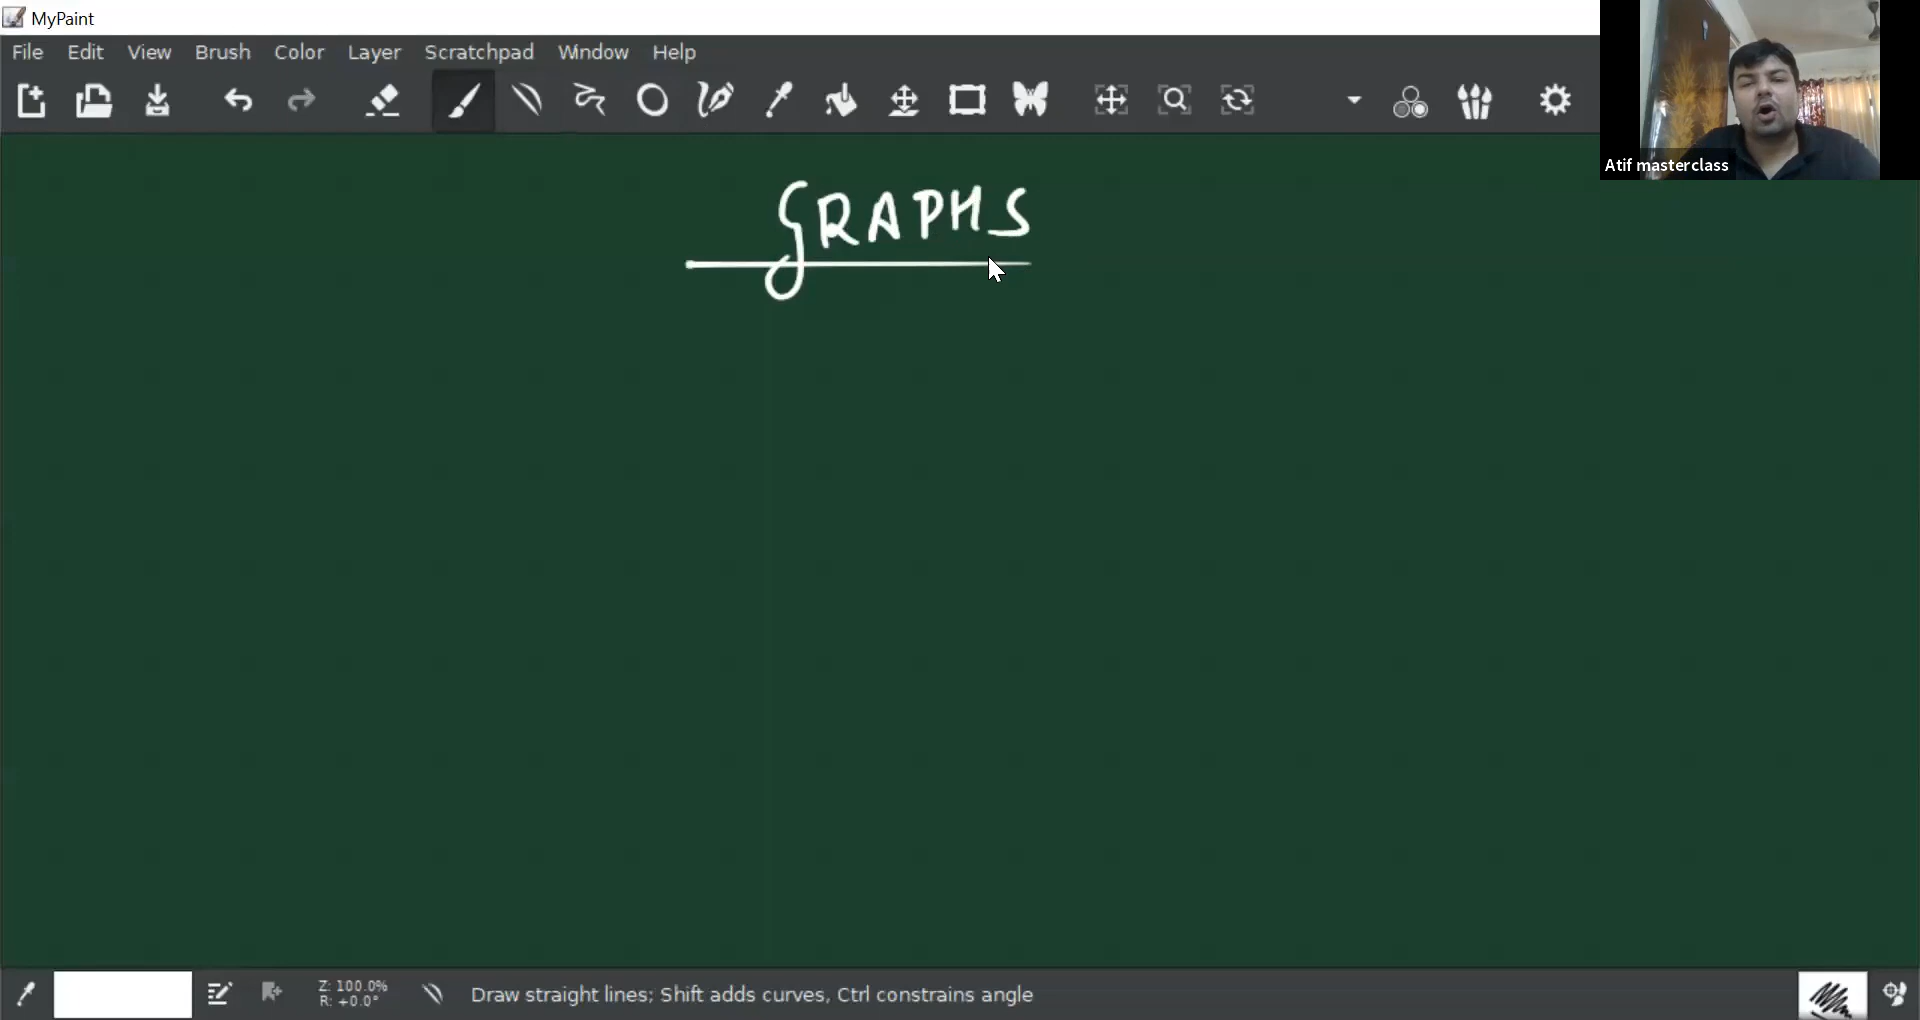 MyPaint
File Edit View Brush Color Layer Scratchpad Window Help
Atif masterclass
GRAPHS
Z: 100.0%
R: +0.0°
Draw straight lines; Shift adds curves, Ctrl constrains angle